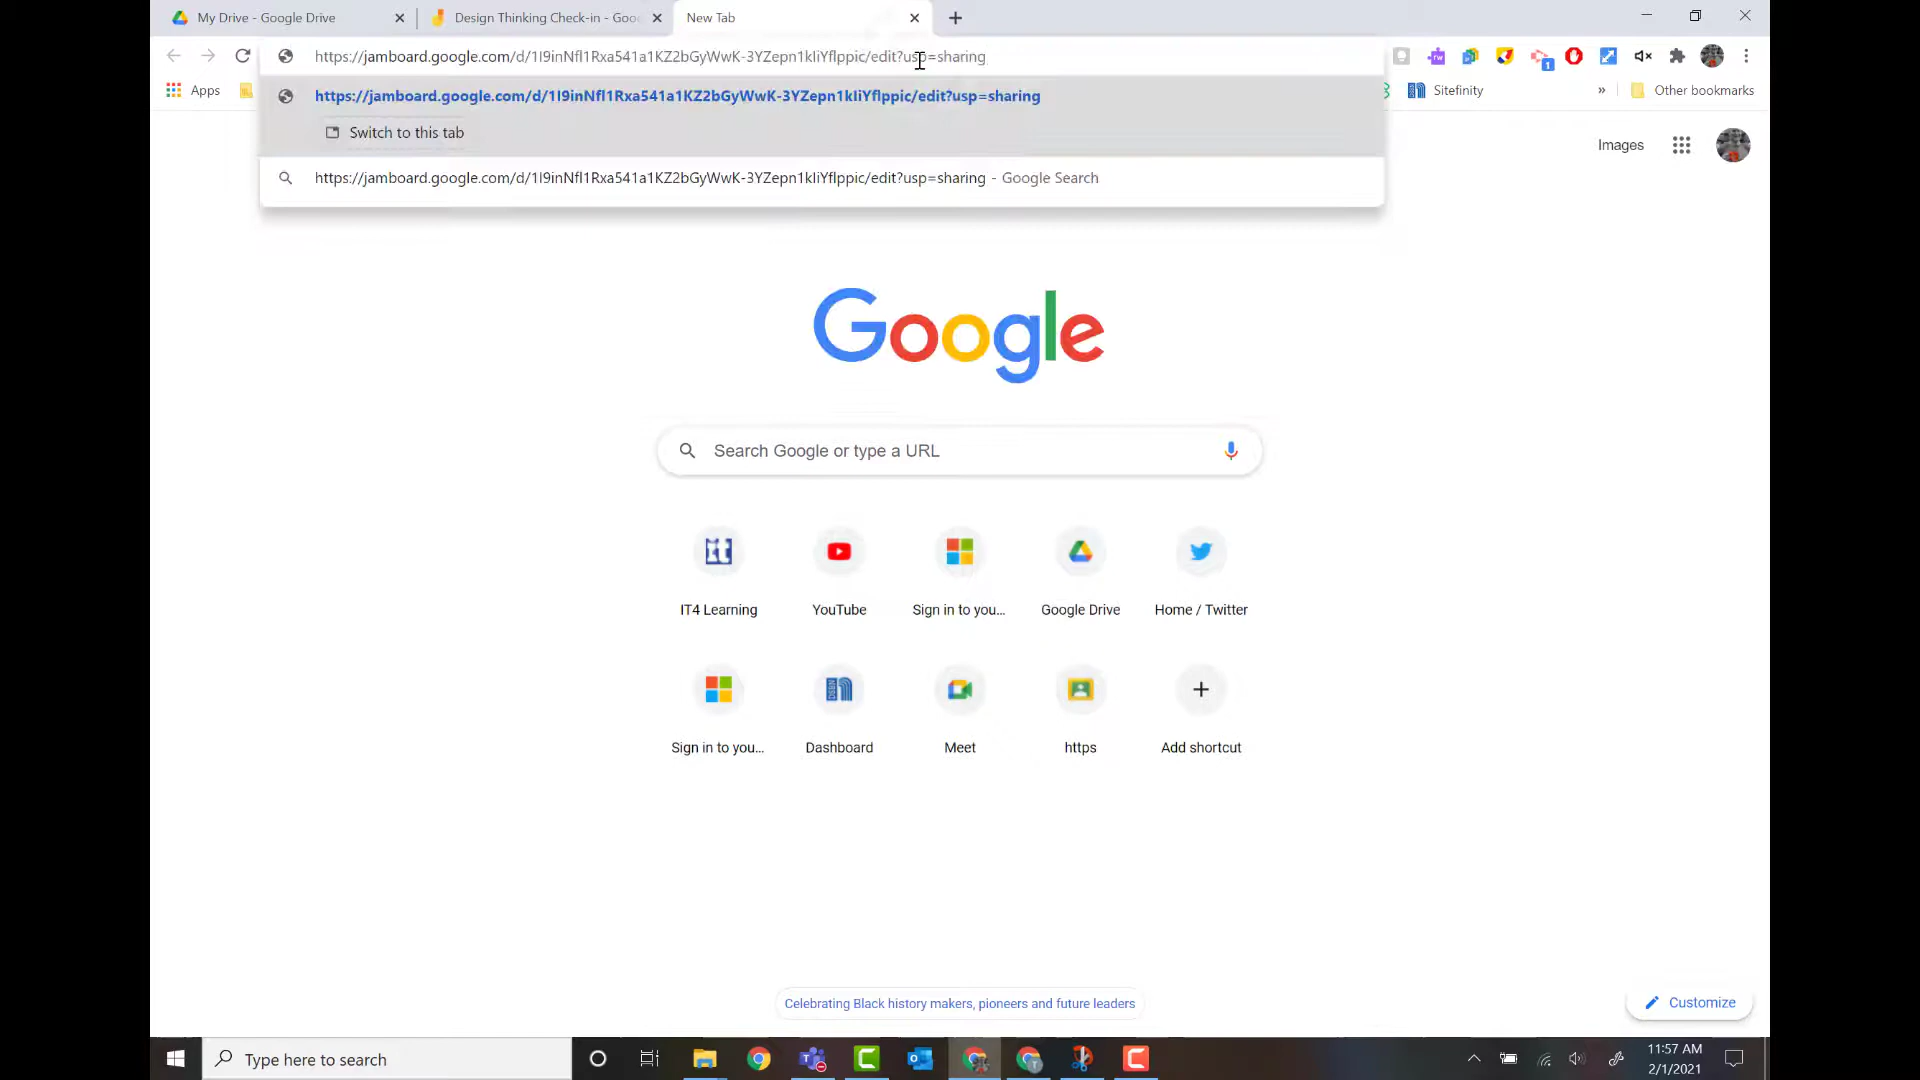 My Drive - Google Drive
Design Thinking Check-in - Goo
New Tab
https://jamboard.google.com/d/1I9inNfl1Rxa541a1KZ2bGyWwK-3YZepn1kIiYflppic/edit?usp=sharing
https://jamboard.google.com/d/1I9inNfl1Rxa541a1KZ2bGyWwK-3YZepn1kIiYflppic/edit?usp=sharing
Switch to this tab
https://jamboard.google.com/d/1I9inNfl1Rxa541a1KZ2bGyWwK-3YZepn1kIiYflppic/edit?usp=sharing - Google Search
Apps
Sitefinity
»
Other bookmarks
Images
Google
Search Google or type a URL
IT4 Learning
YouTube
Sign in to you...
Google Drive
Home / Twitter
Sign in to you...
Dashboard
Meet
https
Add shortcut
Celebrating Black history makers, pioneers and future leaders
Customize
Type here to search
11:57 AM
2/1/2021